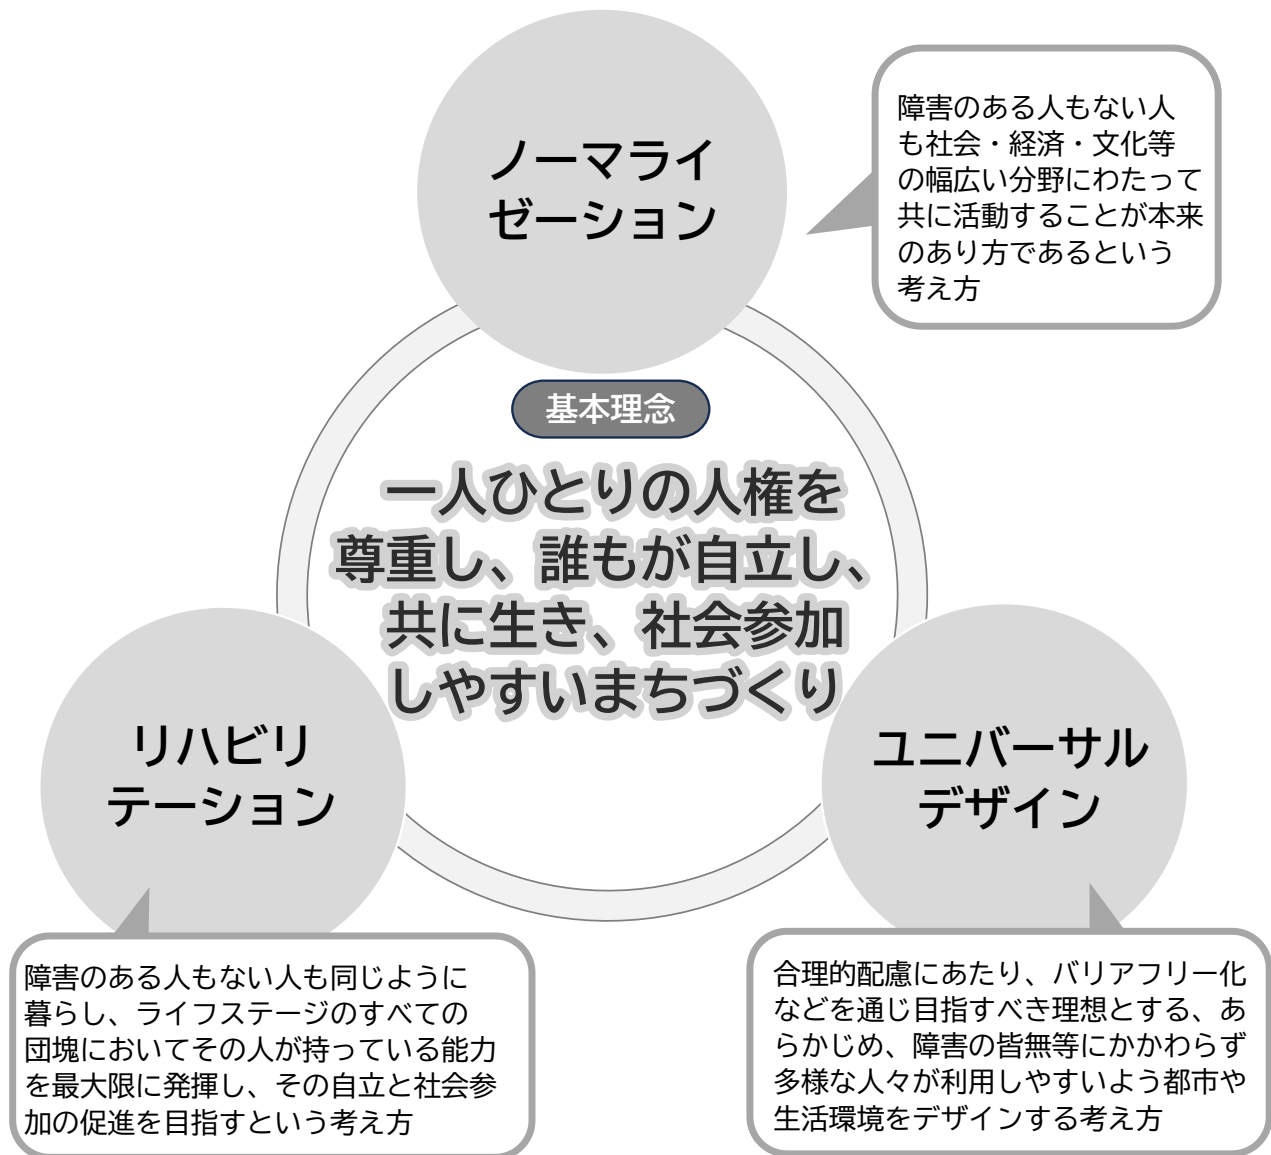 ノーマライ
ゼーション
障害のある人もない人
も社会・経済・文化等
の幅広い分野にわたって
共に活動することが本来
のあり方であるという
考え方
基本理念
一人ひとりの人権を
尊重し、誰もが自立し、
共に生き、社会参加
しやすいまちづくり
リハビリ
テーション
ユニバーサル
デザイン
障害のある人もない人も同じように
暮らし、ライフステージのすべての
団塊においてその人が持っている能力
を最大限に発揮し、その自立と社会参
加の促進を目指すという考え方
合理的配慮にあたり、バリアフリー化
などを通じ目指すべき理想とする、あ
らかじめ、障害の皆無等にかかわらず
多様な人々が利用しやすいよう都市や
生活環境をデザインする考え方